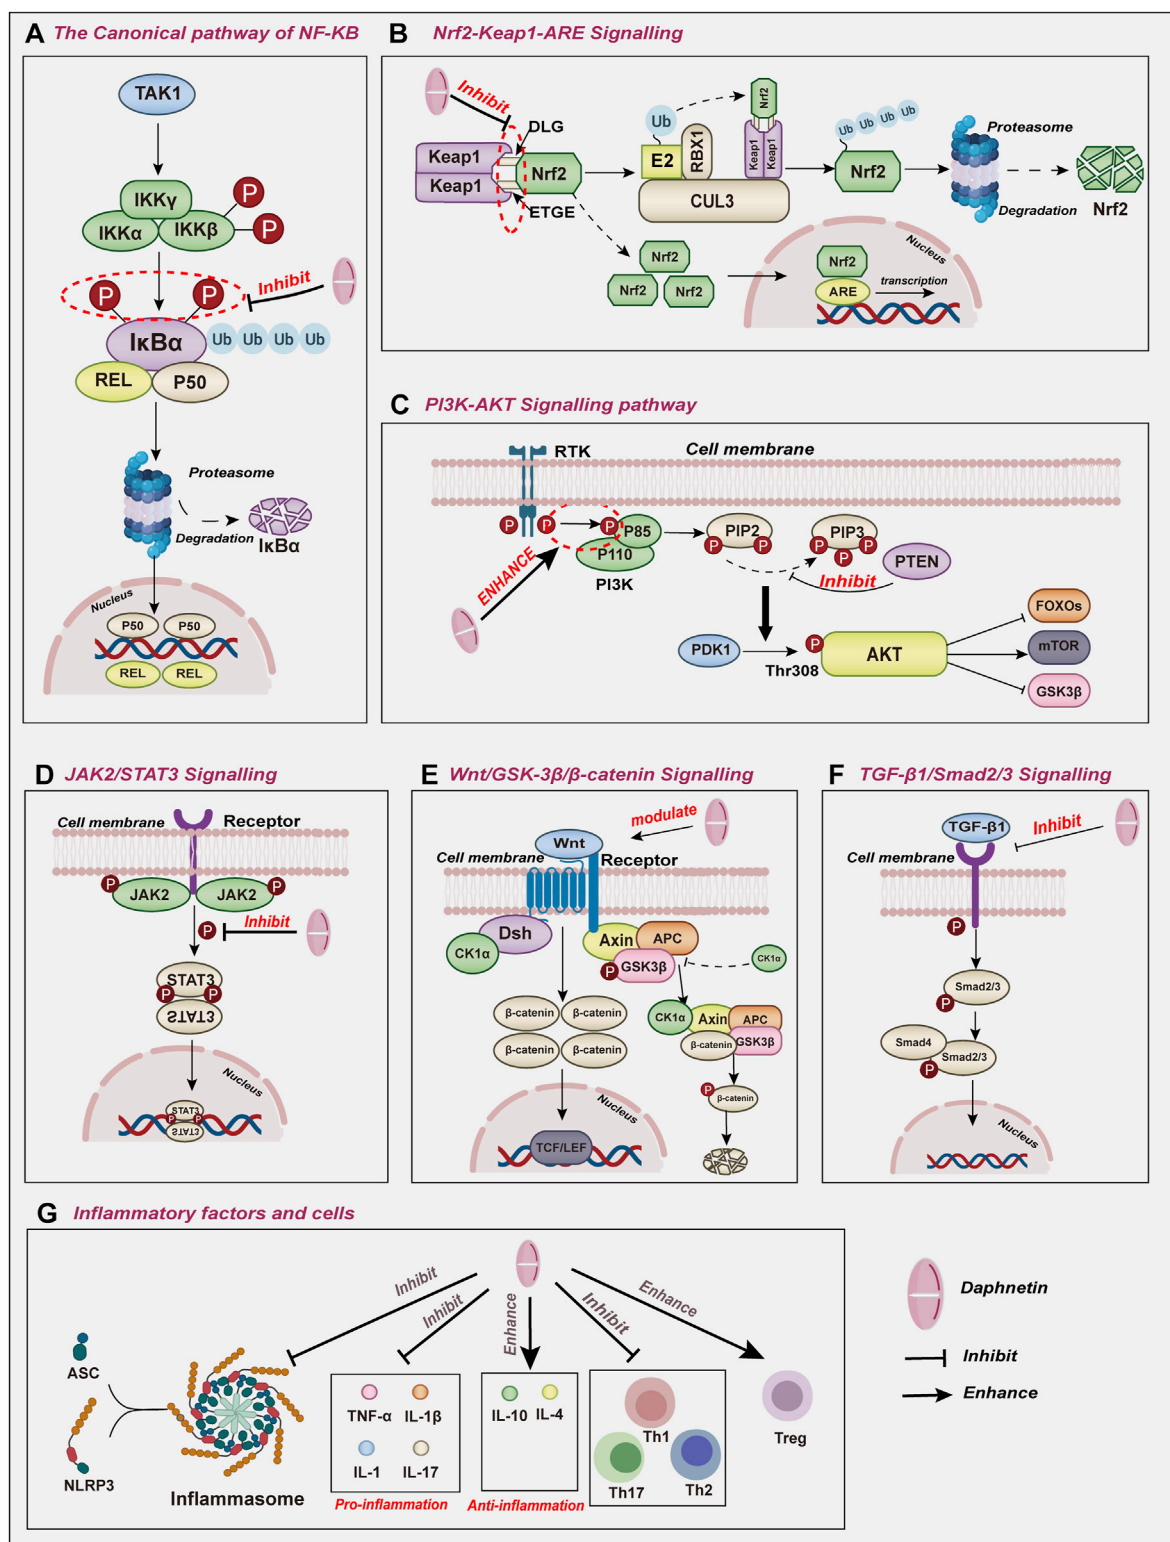 A The Canonical pathway of NF-KB
TAK1
IKKγ
IKKα IKKβ
P
P
P P
Inhibit
IκBα
Ub Ub Ub Ub
REL P50
Proteasome
Degradation
IκBα
Nucleus
P50 P50
REL REL
B Nrf2-Keap1-ARE Signalling
Inhibit
DLG
Keap1
Keap1
Nrf2
ETGE
Ub
E2
RBX1
CUL3
Nrf2
Keap1
Keap1
Ub Ub Ub Ub
Nrf2
Proteasome
Degradation
Nrf2
Nrf2
Nrf2 Nrf2
Nucleus
Nrf2
ARE
transcription
C PI3K-AKT Signalling pathway
RTK
Cell membrane
P P P
P85
P110
PI3K
ENHANCE
PIP2
P P
PIP3
P P P
PTEN
Inhibit
PDK1
Thr308
P
AKT
FOXOs
mTOR
GSK3β
D JAK2/STAT3 Signalling
Cell membrane
Receptor
P JAK2 JAK2 P
P
Inhibit
STAT3
P P
STAT3
Nucleus
STAT3
P P
STAT3
E Wnt/GSK-3β/β-catenin Signalling
modulate
Wnt
Cell membrane
Receptor
Dsh
CK1α
Axin APC
P GSK3β
CK1α
β-catenin β-catenin
β-catenin β-catenin
CK1α Axin APC
β-catenin GSK3β
P
β-catenin
Nucleus
TCF/LEF
F TGF-β1/Smad2/3 Signalling
TGF-β1
Inhibit
Cell membrane
P
Smad2/3
P
Smad4
Smad2/3
P
Nucleus
G Inflammatory factors and cells
Inhibit
Inhibit
Enhance
Inhibit
Enhance
ASC
NLRP3
Inflammasome
TNF-α IL-1β
IL-1 IL-17
Pro-inflammation
IL-10 IL-4
Anti-inflammation
Th1
Th17 Th2
Treg
Daphnetin
Inhibit
Enhance